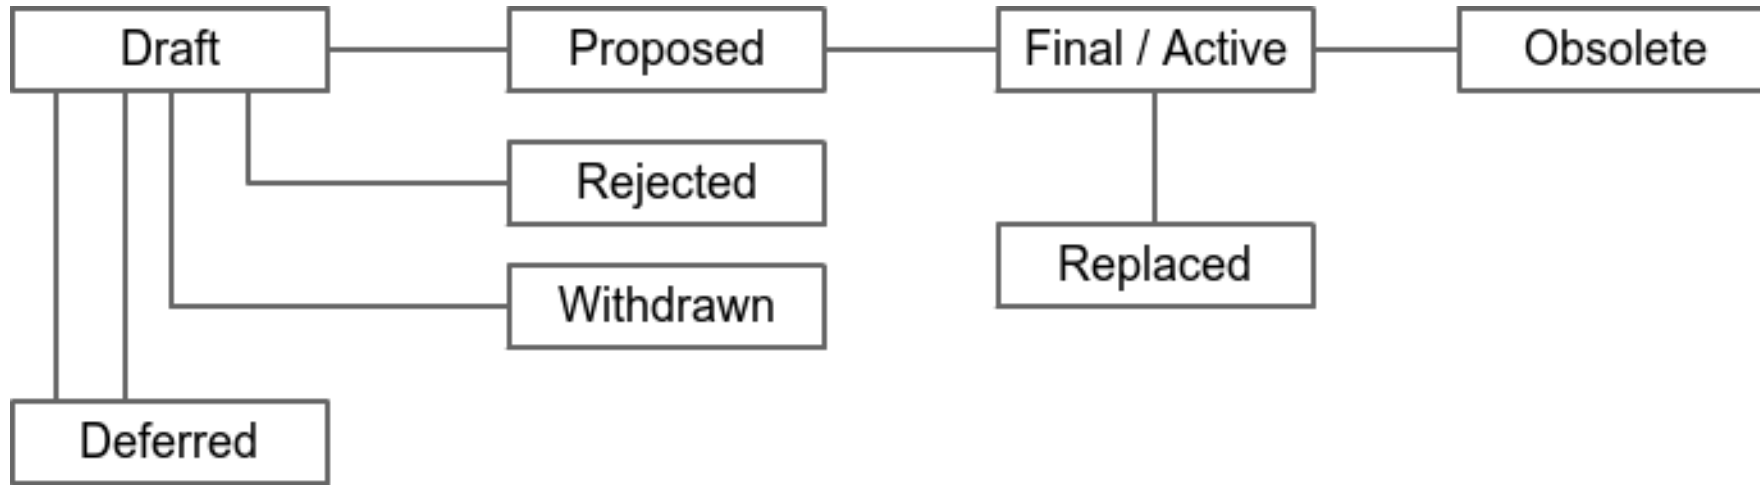 Draft
Proposed
Final / Active
Obsolete
Rejected
Replaced
Withdrawn
Deferred